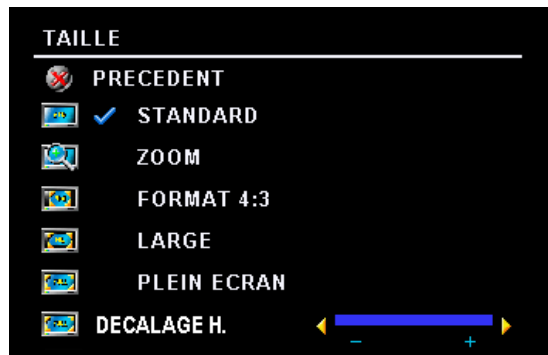 TAILLE
PRECEDENT
STANDARD
ZOOM
FORMAT 4:3
LARGE
PLEIN ECRAN
DECALAGE H.
- +